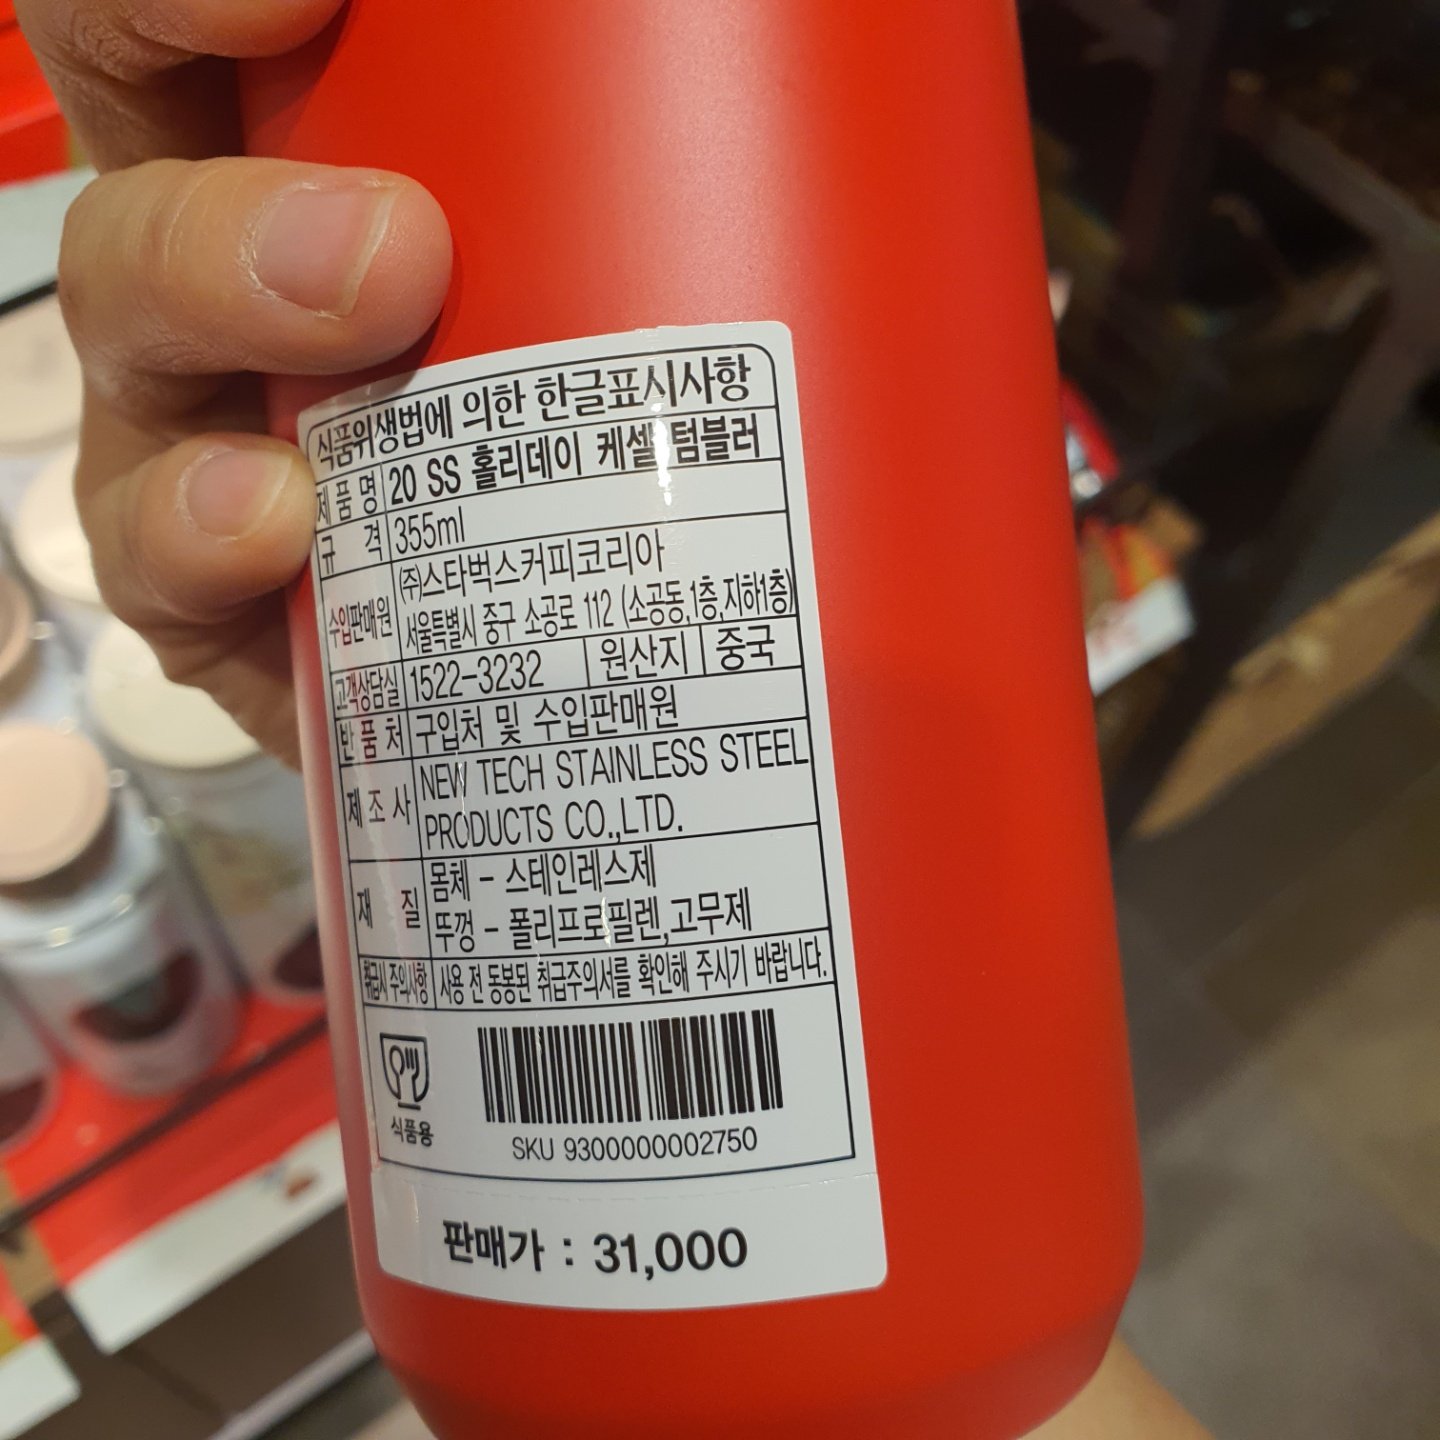 식품위생법에 의한 한글표시사항
제품명 20 SS 홀리데이 케셀 텀블러
규격 355ml
수입판매원 (주)스타벅스커피코리아
서울특별시 중구 소공로 112 (소공동,1층,지하1층)
고객상담실 1522-3232 원산지 중국
반품처 구입처 및 수입판매원
제조사 NEW TECH STAINLESS STEEL
PRODUCTS CO.,LTD.
재질 몸체 - 스테인레스제
뚜껑 - 폴리프로필렌,고무제
취급시 주의사항 사용 전 동봉된 취급주의서를 확인해 주시기 바랍니다.
식품용
SKU 9300000002750
판매가 : 31,000